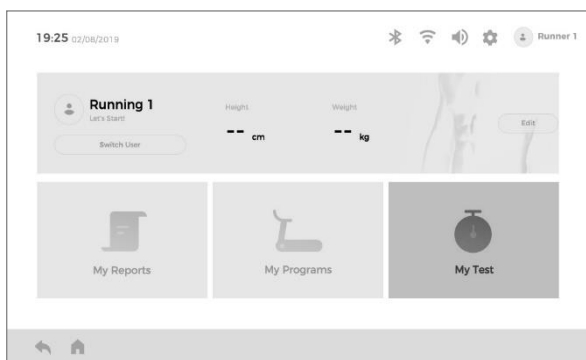 19:25 02/08/2019
Runner 1
Running 1
Let's Start!
Switch User
Height
-- cm
Weight
-- kg
Edit
My Reports
My Programs
My Test